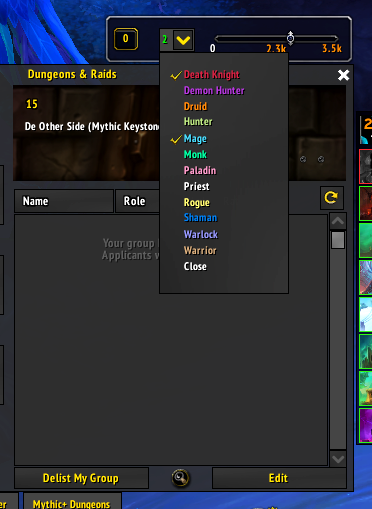 0
2
0
2.3k
3.5k
Dungeons & Raids
15
De Other Side (Mythic Keystone
Name
Role
Your group
Applicants w
Death Knight
Demon Hunter
Druid
Hunter
Mage
Monk
Paladin
Priest
Rogue
Shaman
Warlock
Warrior
Close
2
Delist My Group
Edit
er
Mythic+ Dungeons